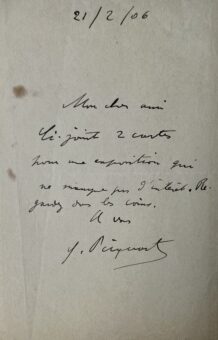 21/2/06
Mon cher ami
Ci-joint 2 cartes
pour une exposition qui
ne manque pas d'intérêt. Re-
gardez dans les coins.
A vous
G. Picquart